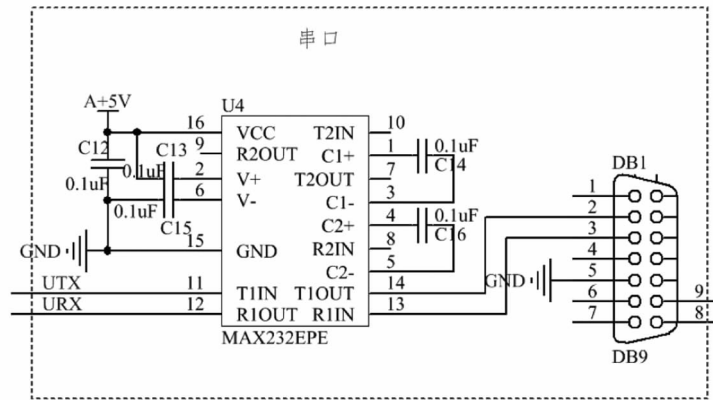 串口
A+5V
U4
16 VCC T2IN 10
C12 9 R2OUT C1+ 1 0.1uF
C13 C14
0.1uF 0.1uF 2 V+ T2OUT 7
6 V- C1- 3
0.1uF C2+ 4 0.1uF
C15 C16
GND 15 GND R2IN 8
C2- 5
UTX 11 T1IN T1OUT 14
URX 12 R1OUT R1IN 13
MAX232EPE
DB1
1
2
3
4
GND 5
6 9
7 8
DB9